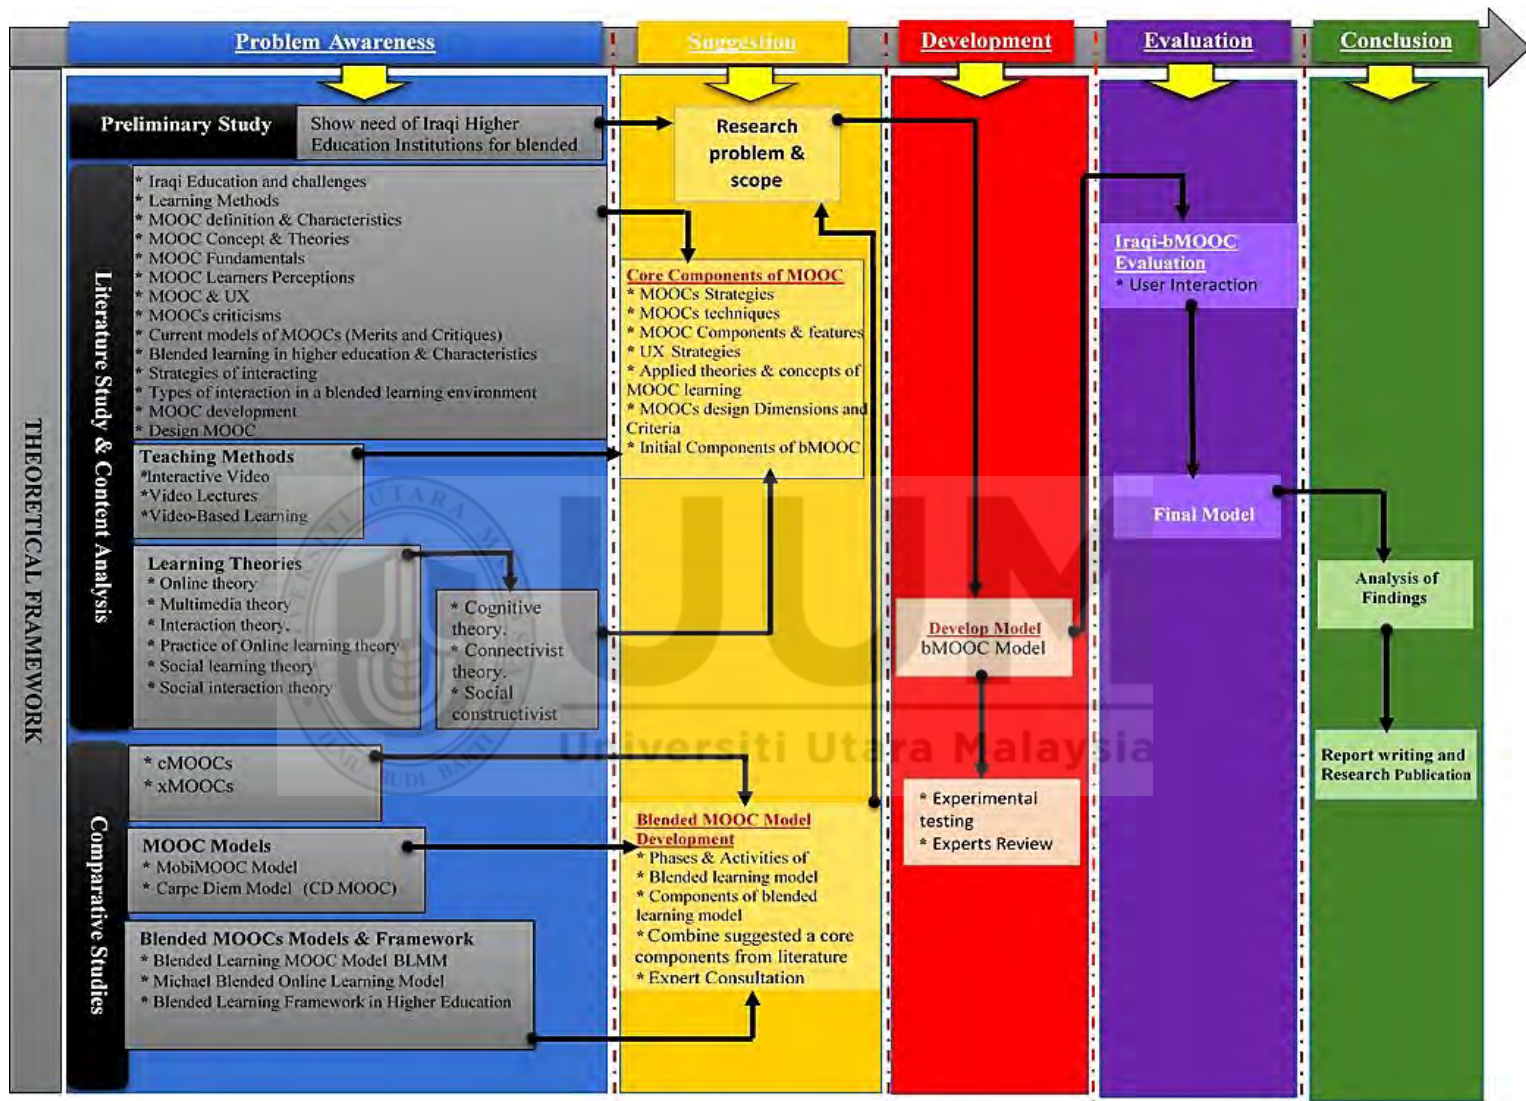 Problem Awareness
Suggestion
Development
Evaluation
Conclusion
THEORETICAL FRAMEWORK
Preliminary Study
Show need of Iraqi Higher
Education Institutions for blended
Literature Study & Content Analysis
* Iraqi Education and challenges
* Learning Methods
* MOOC definition & Characteristics
* MOOC Concept & Theories
* MOOC Fundamentals
* MOOC Learners Perceptions
* MOOC & UX
* MOOCs criticisms
* Current models of MOOCs (Merits and Critiques)
* Blended learning in higher education & Characteristics
* Strategies of interacting
* Types of interaction in a blended learning environment
* MOOC development
* Design MOOC
Teaching Methods
*Interactive Video
*Video Lectures
*Video-Based Learning
Learning Theories
* Online theory
* Multimedia theory
* Interaction theory.
* Practice of Online learning theory
* Social learning theory
* Social interaction theory
* Cognitive
theory.
* Connectivist
theory.
* Social
constructivist
Comparative Studies
* cMOOCs
* xMOOCs
MOOC Models
* MobiMOOC Model
* Carpe Diem Model (CD MOOC)
Blended MOOCs Models & Framework
* Blended Learning MOOC Model BLMM
* Michael Blended Online Learning Model
* Blended Learning Framework in Higher Education
Research
problem &
scope
Core Components of MOOC
* MOOCs Strategies
* MOOCs techniques
* MOOC Components & features
* UX Strategies
* Applied theories & concepts of
MOOC learning
* MOOCs design Dimensions and
Criteria
* Initial Components of bMOOC
Blended MOOC Model
Development
* Phases & Activities of
* Blended learning model
* Components of blended
learning model
* Combine suggested a core
components from literature
* Expert Consultation
Develop Model
bMOOC Model
* Experimental
testing
* Experts Review
Iraqi-bMOOC
Evaluation
* User Interaction
Final Model
Analysis of
Findings
Report writing and
Research Publication
UUM
Universiti Utara Malaysia